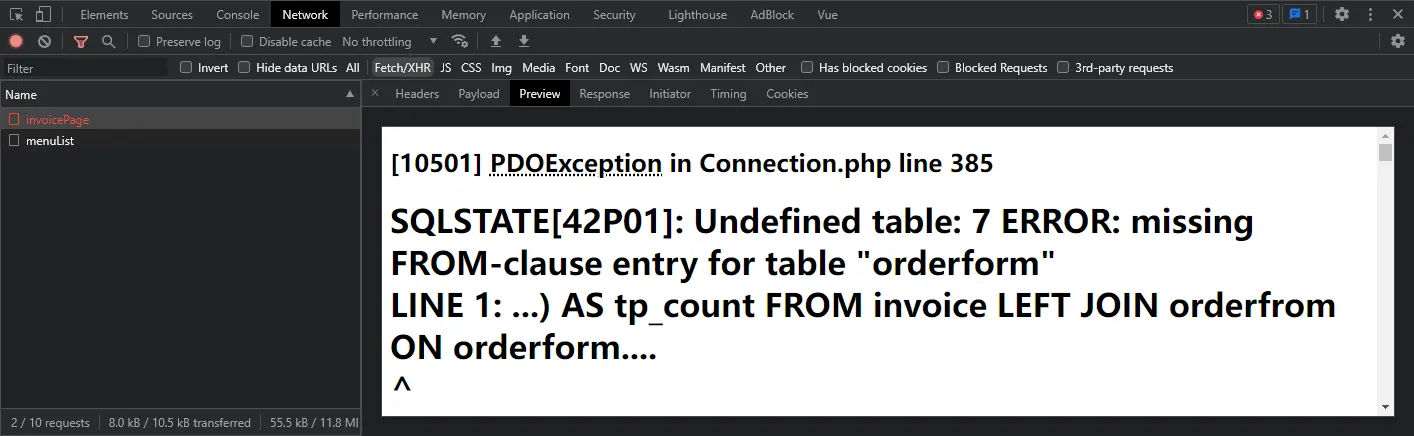 Elements Sources Console Network Performance Memory Application Security Lighthouse AdBlock Vue 3 1
Preserve log Disable cache No throttling
Filter Invert Hide data URLs All Fetch/XHR JS CSS Img Media Font Doc WS Wasm Manifest Other Has blocked cookies Blocked Requests 3rd-party requests
Name
× Headers Payload Preview Response Initiator Timing Cookies
invoicePage
menuList
[10501] PDOException in Connection.php line 385
SQLSTATE[42P01]: Undefined table: 7 ERROR: missing
FROM-clause entry for table "orderform"
LINE 1: ...) AS tp_count FROM invoice LEFT JOIN orderfrom
ON orderform....
^
2 / 10 requests 8.0 kB / 10.5 kB transferred 55.5 kB / 11.8 MI